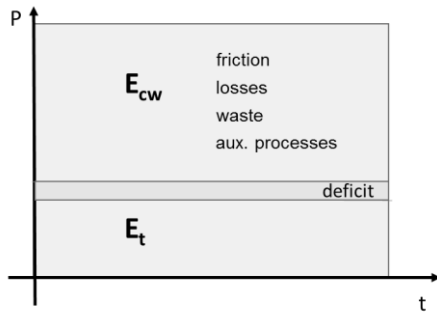 P
E_cw
friction
losses
waste
aux. processes
deficit
E_t
t